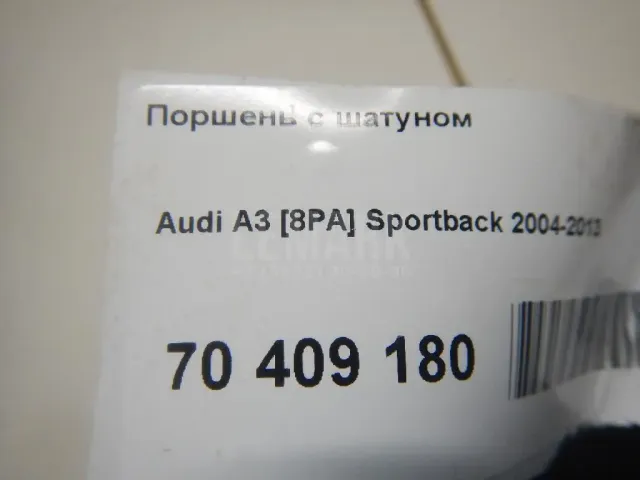 Поршень с шатуном
Audi A3 [8PA] Sportback 2004-2013
70 409 180